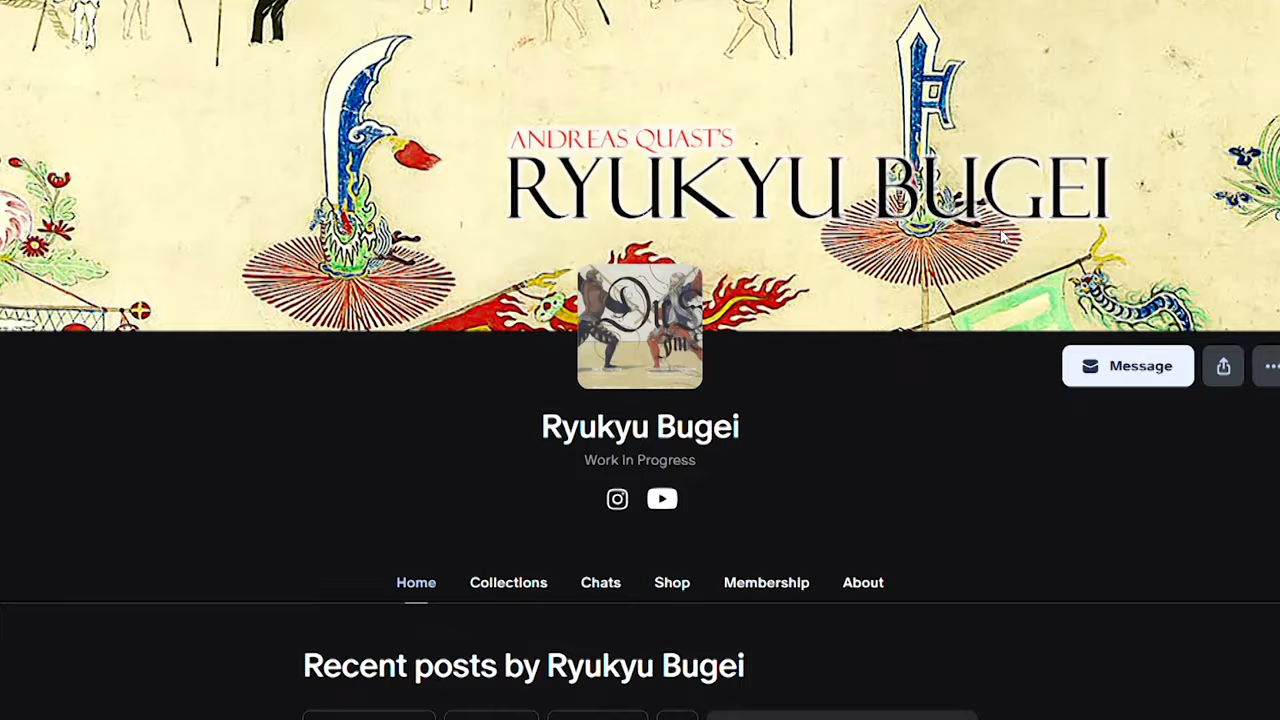 ANDREAS QUAST'S
RYUKYU BUGEI
Message
Ryukyu Bugei
Work In Progress
Home Collections Chats Shop Membership About
Recent posts by Ryukyu Bugei